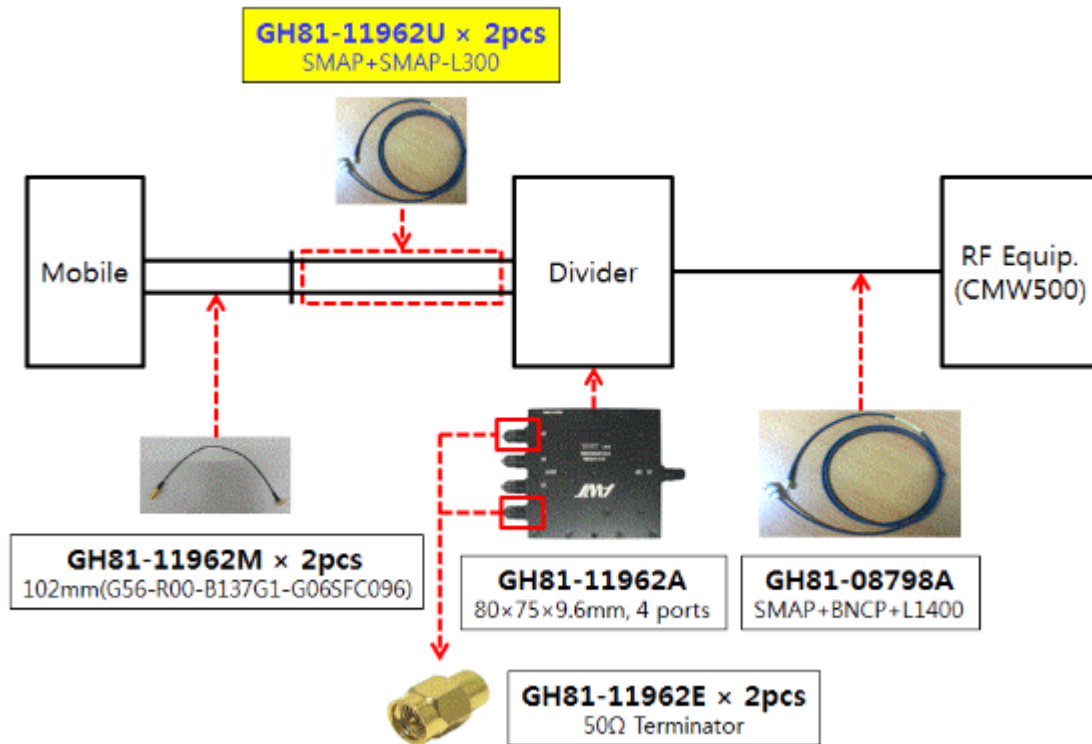 GH81-11962U × 2pcs
SMAP+SMAP-L300
Mobile
Divider
RF Equip.
(CMW500)
GH81-11962M × 2pcs
102mm(G56-R00-B137G1-G06SFC096)
GH81-11962A
80×75×9.6mm, 4 ports
GH81-08798A
SMAP+BNCP+L1400
GH81-11962E × 2pcs
50Ω Terminator